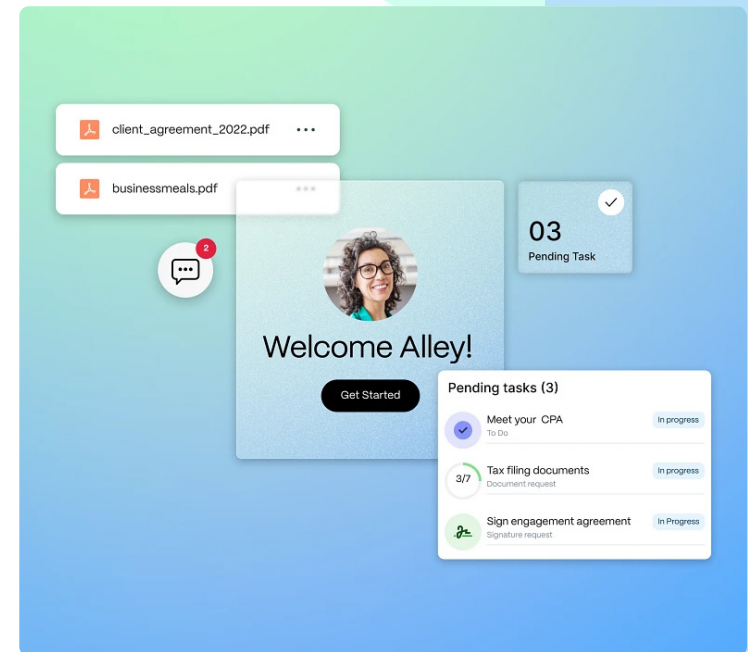 client_agreement_2022.pdf
businessmeals.pdf
2
03
Pending Task
Welcome Alley!
Get Started
Pending tasks (3)
Meet your CPA
To Do
In progress
3/7
Tax filing documents
Document request
In progress
Sign engagement agreement
Signature request
In Progress